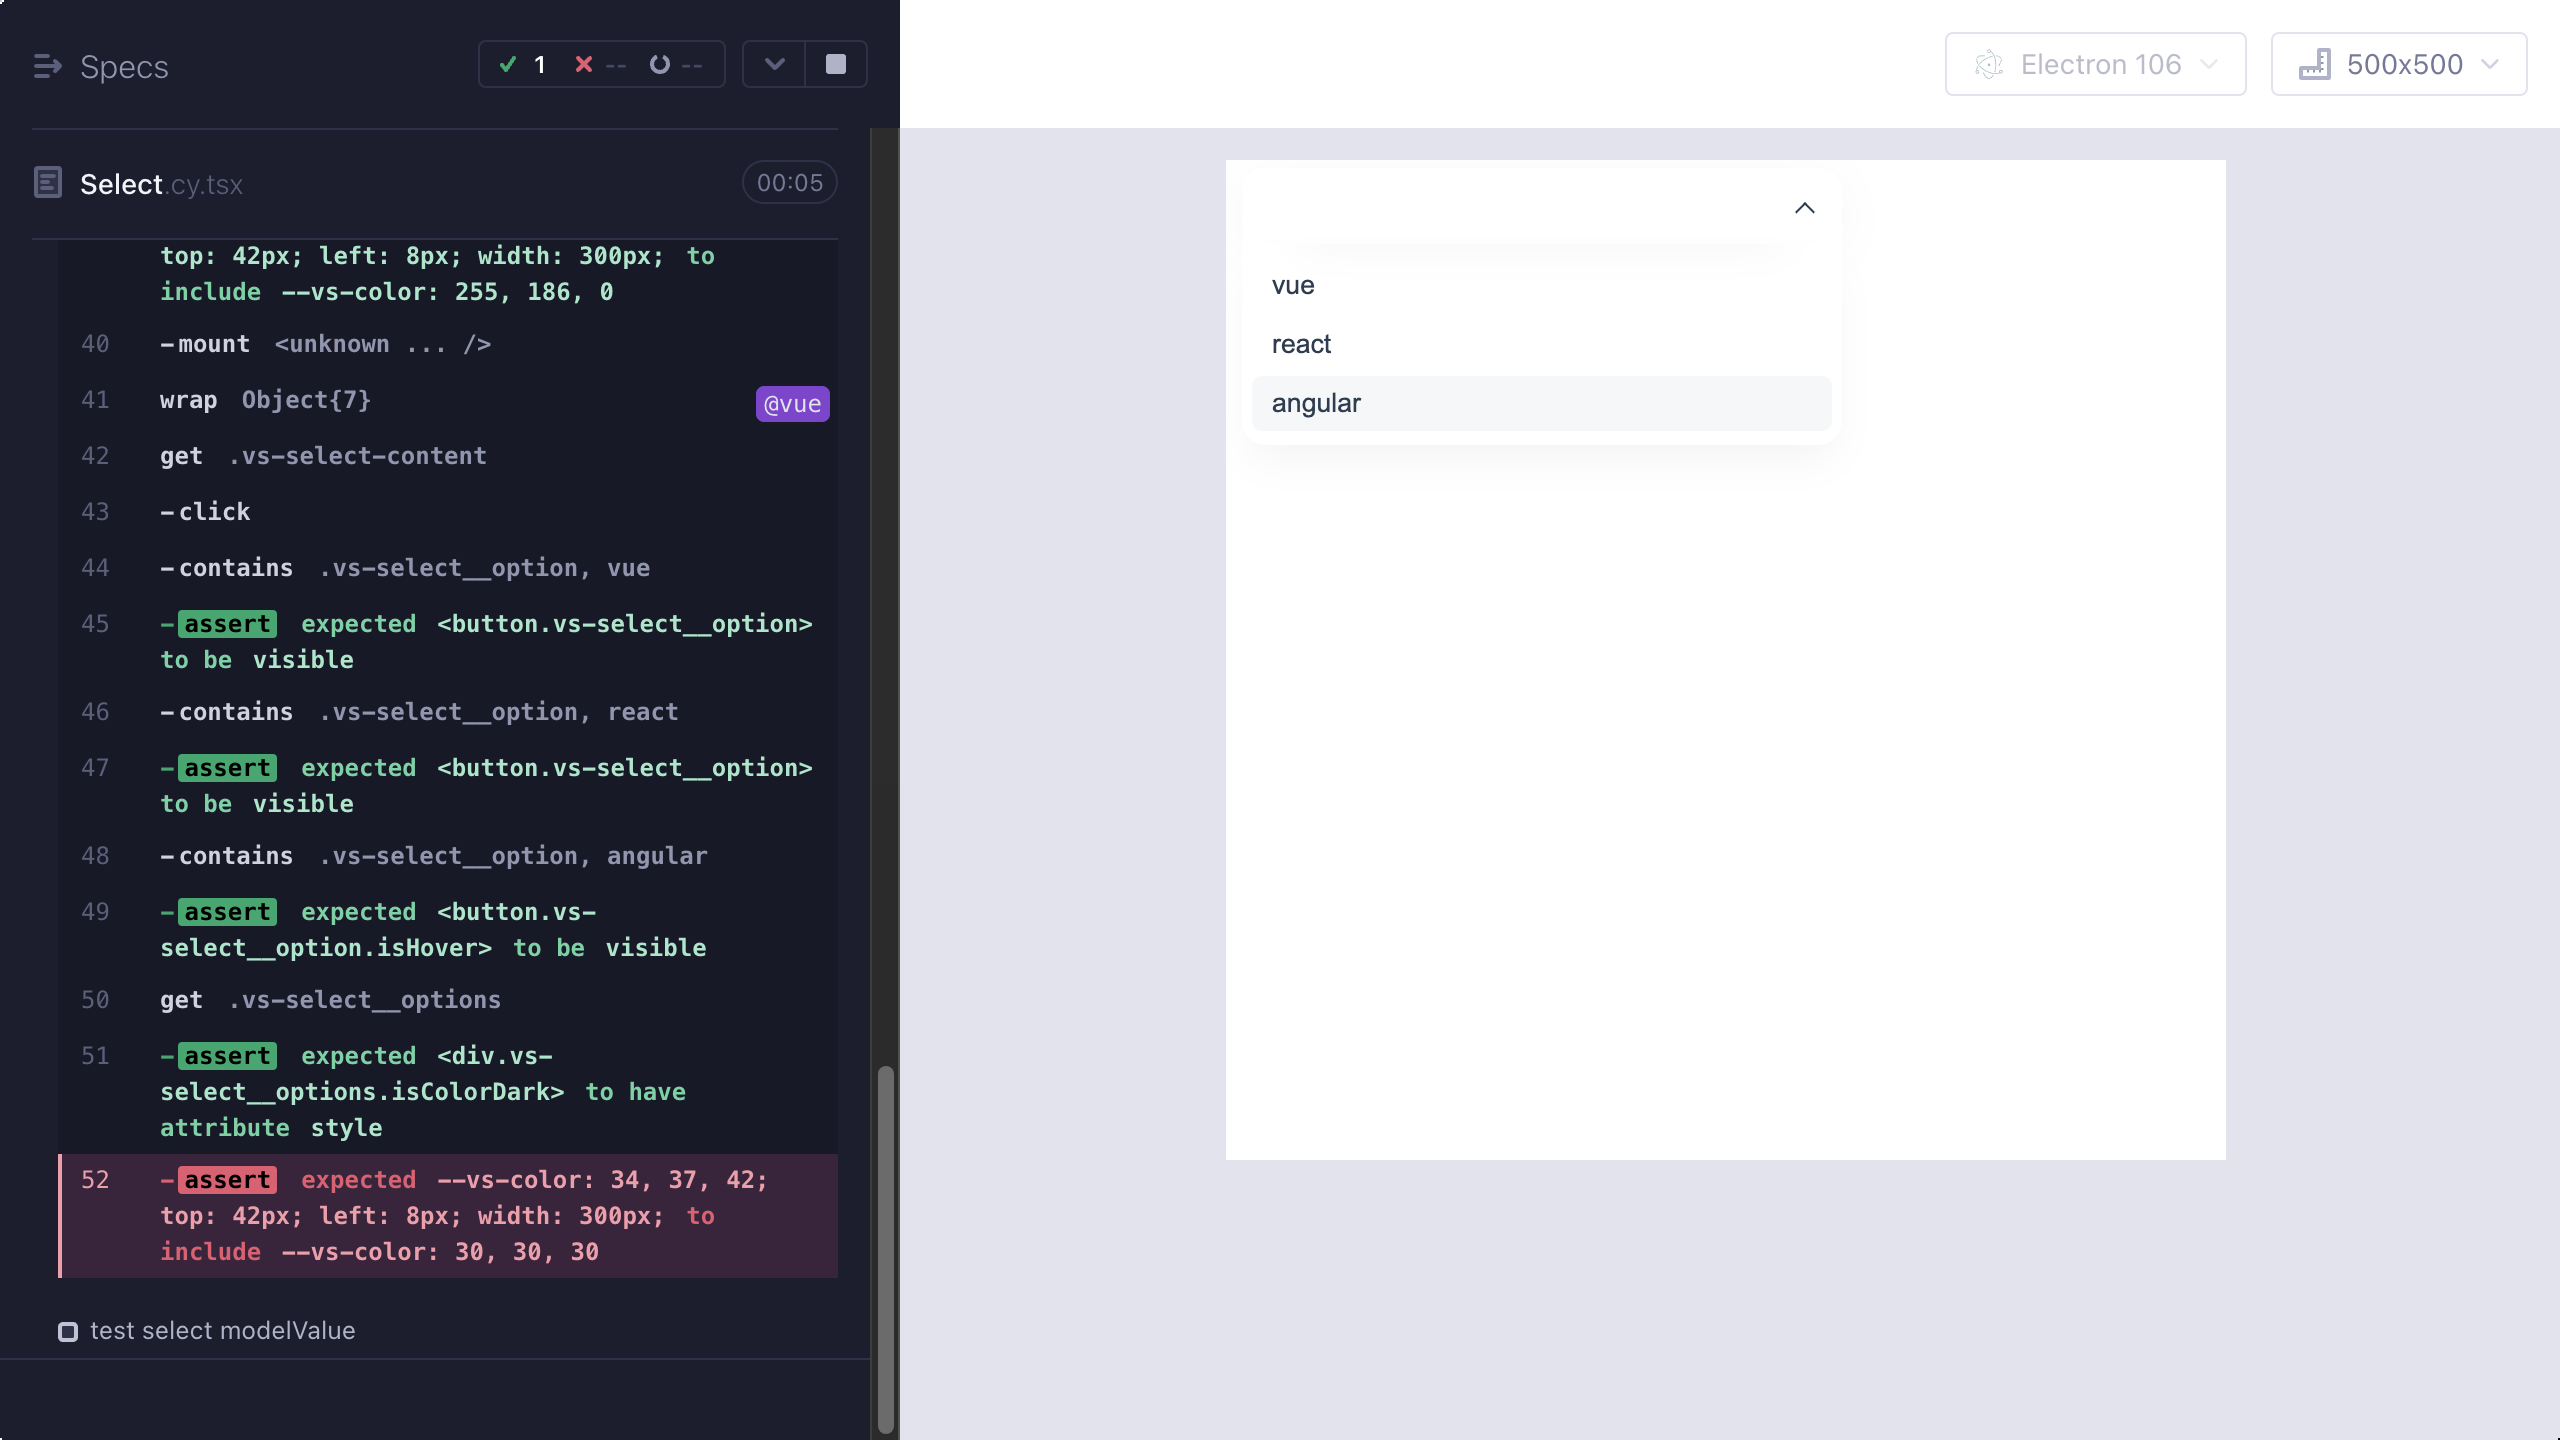 Specs
1 -- --
Electron 106
500x500
Select.cy.tsx
00:05
top: 42px; left: 8px; width: 300px; to
include --vs-color: 255, 186, 0
40 -mount <unknown ... />
41 wrap Object{7} @vue
42 get .vs-select-content
43 -click
44 -contains .vs-select__option, vue
45 -assert expected <button.vs-select__option>
to be visible
46 -contains .vs-select__option, react
47 -assert expected <button.vs-select__option>
to be visible
48 -contains .vs-select__option, angular
49 -assert expected <button.vs-
select__option.isHover> to be visible
50 get .vs-select__options
51 -assert expected <div.vs-
select__options.isColorDark> to have
attribute style
52 -assert expected --vs-color: 34, 37, 42;
top: 42px; left: 8px; width: 300px; to
include --vs-color: 30, 30, 30
test select modelValue
vue
react
angular